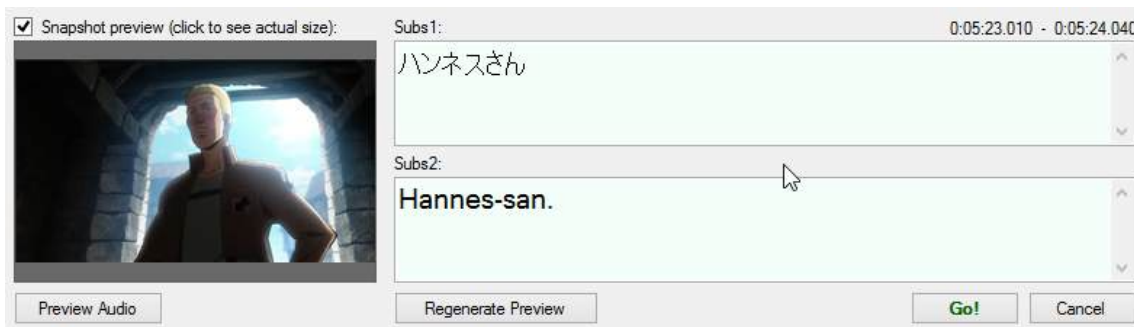 Snapshot preview (click to see actual size):
Subs1:
0:05:23.010 - 0:05:24.040
ハンネスさん
Subs2:
Hannes-san.
Preview Audio
Regenerate Preview
Go!
Cancel